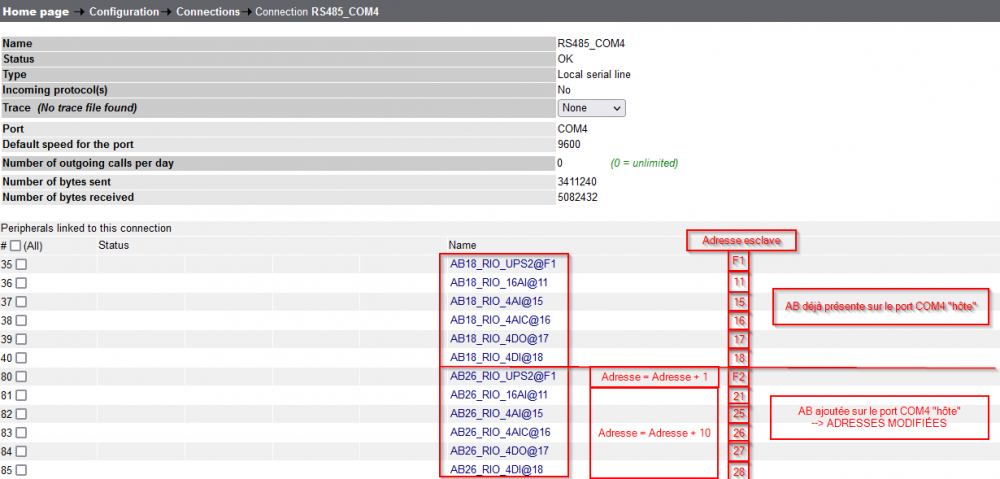 Home page → Configuration → Connections → Connection RS485_COM4
Name RS485_COM4
Status OK
Type Local serial line
Incoming protocol(s) No
Trace (No trace file found) None
Port COM4
Default speed for the port 9600
Number of outgoing calls per day 0 (0 = unlimited)
Number of bytes sent 3411240
Number of bytes received 5082432
Peripherals linked to this connection
# (All) Status Name Adresse esclave
35 AB18_RIO_UPS2@F1 F1
36 AB18_RIO_16AI@11 11
37 AB18_RIO_4AI@15 15
AB déjà présente sur le port COM4 "hôte"
38 AB18_RIO_4AIC@16 16
39 AB18_RIO_4DO@17 17
40 AB18_RIO_4DI@18 18
80 AB26_RIO_UPS2@F1 Adresse = Adresse + 1 F2
81 AB26_RIO_16AI@11 21
82 AB26_RIO_4AI@15 25
AB ajoutée sur le port COM4 "hôte"
--> ADRESSES MODIFIÉES
83 AB26_RIO_4AIC@16 Adresse = Adresse + 10 26
84 AB26_RIO_4DO@17 27
85 AB26_RIO_4DI@18 28